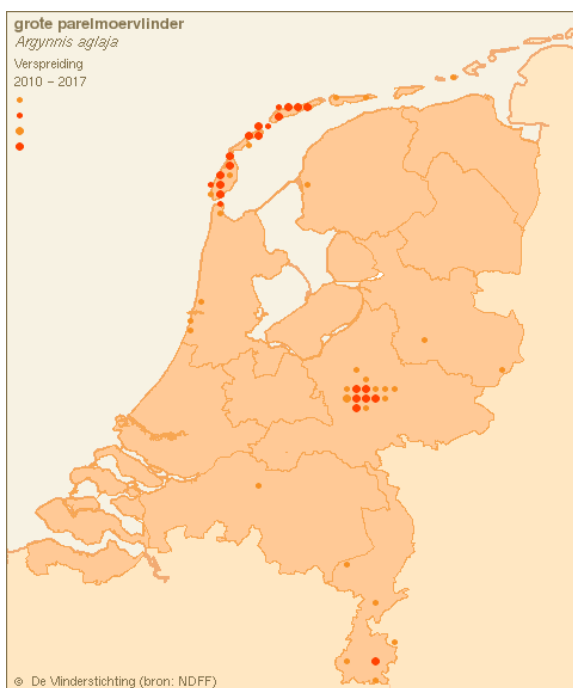 grote parelmoervlinder
Argynnis aglaja
Verspreiding
2010 – 2017
© De Vlinderstichting (bron: NDFF)